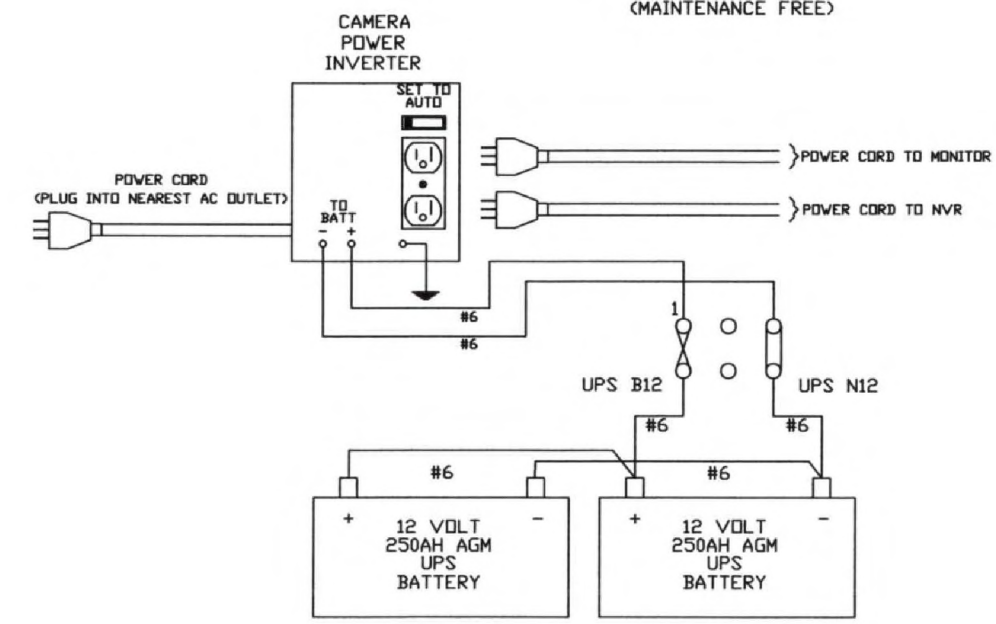 (MAINTENANCE FREE)
CAMERA
POWER
INVERTER
SET TO
AUTO
POWER CORD
(PLUG INTO NEAREST AC OUTLET)
TO
BATT
- +
}POWER CORD TO MONITOR
}POWER CORD TO NVR
#6
#6
1
UPS B12
UPS N12
#6
#6
#6
#6
+ -
12 VOLT
250AH AGM
UPS
BATTERY
+ -
12 VOLT
250AH AGM
UPS
BATTERY